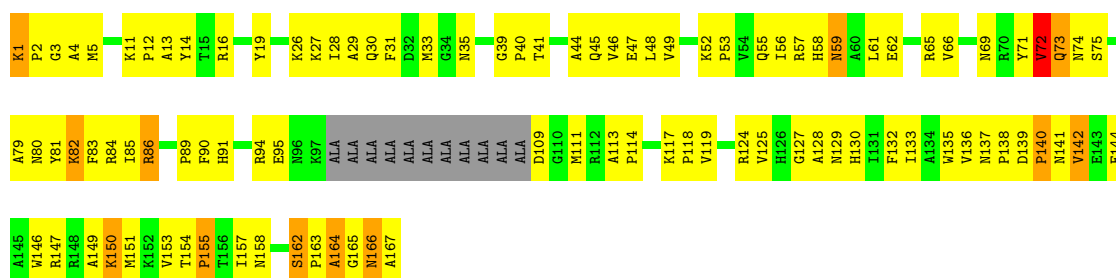 K1 P2 G3 A4 M5 K11 P12 A13 Y14 T15 R16 Y19 K26 K27 I28 A29 Q30 F31 D32 M33 G34 N35 G39 P40 T41 A44 Q45 V46 E47 L48 V49 K52 P53 V54 Q55 I56 R57 H58 N59 A60 L61 E62 R65 V66 N69 R70 Y71 V72 Q73 N74 S75
A79 N80 Y81 K82 F83 R84 I85 R86 P89 F90 H91 R94 E95 N96 K97 ALA ALA ALA ALA ALA ALA ALA ALA ALA ALA ALA D109 G110 M111 R112 A113 P114 K117 P118 V119 R124 V125 H126 G127 A128 N129 H130 I131 F132 I133 A134 W135 V136 N137 P138 D139 P140 N141 V142 E143 E144
A145 W146 R147 R148 A149 K150 M151 K152 V153 T154 P155 T156 I157 N158 S162 P163 A164 G165 N166 A167